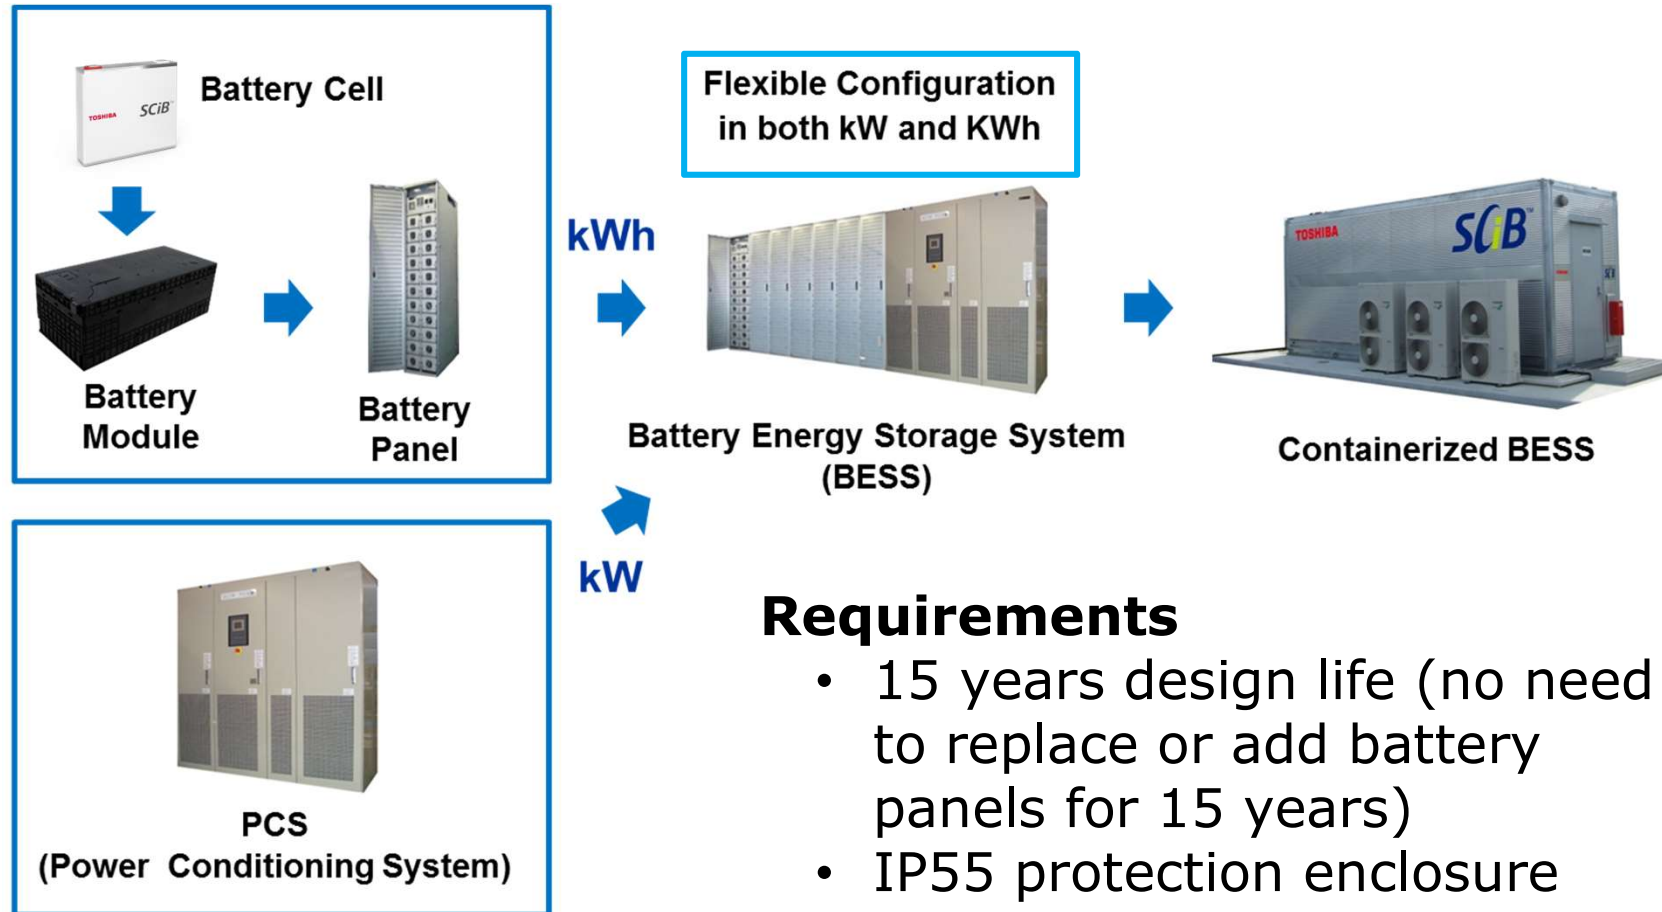 TOSHIBA
SCiB™
Battery Cell
Battery
Module
Battery
Panel
kWh
Flexible Configuration
in both kW and KWh
Battery Energy Storage System
(BESS)
TOSHIBA
SCiB™
Containerized BESS
kW
PCS
(Power Conditioning System)
Requirements
• 15 years design life (no need
to replace or add battery
panels for 15 years)
• IP55 protection enclosure